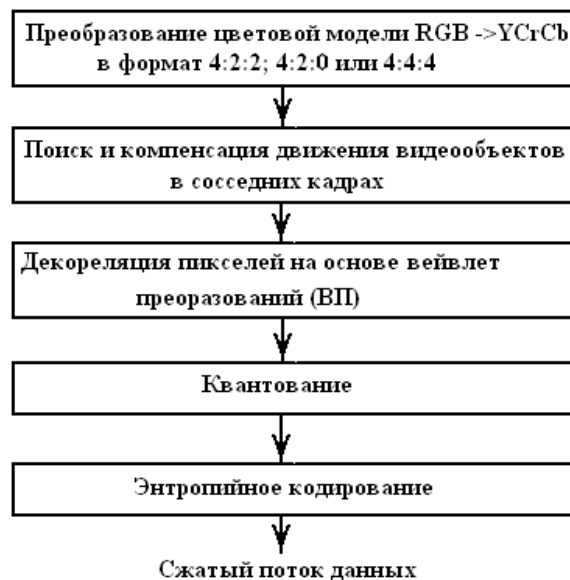 Преобразование цветовой модели RGB ->YCrCb
в формат 4:2:2; 4:2:0 или 4:4:4
Поиск и компенсация движения видеообъектов
в сосседних кадрах
Декореляция пикселей на основе вейвлет
преоразований (ВП)
Квантование
Энтропийное кодирование
Сжатый поток данных